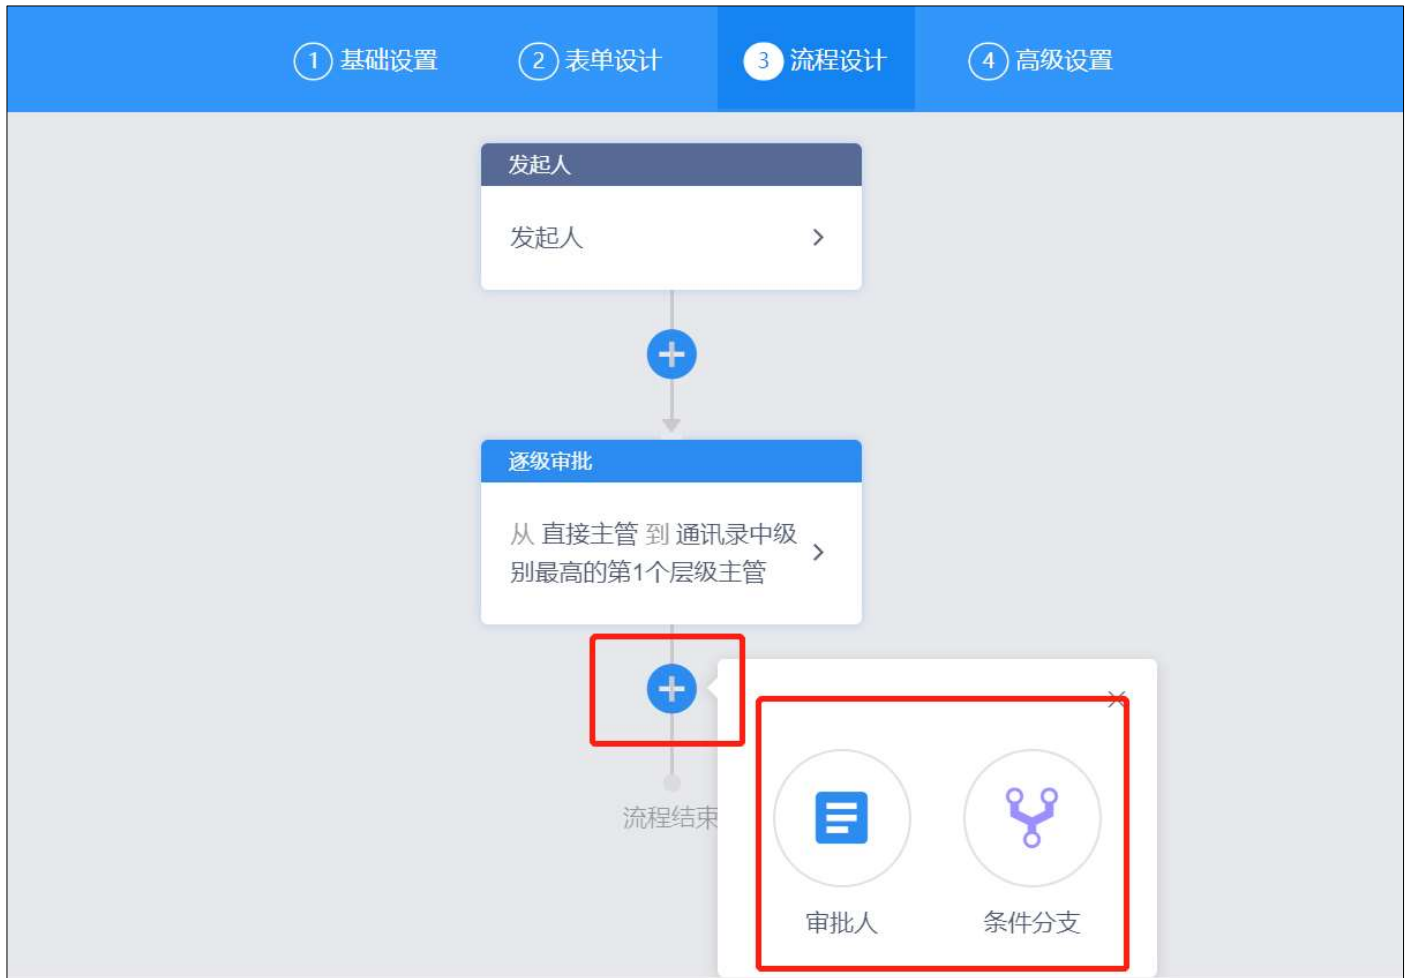 1 基础设置 2 表单设计 3 流程设计 4 高级设置
发起人
发起人
逐级审批
从 直接主管 到 通讯录中级
别最高的第1个层级主管
流程结束
审批人 条件分支